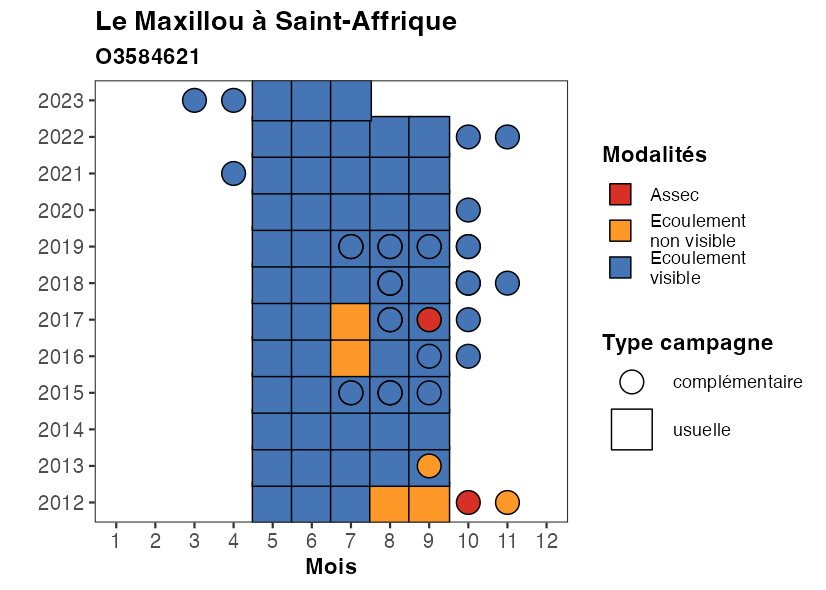 Le Maxillou à Saint-Affrique
O3584621
2023
2022
2021
2020
2019
2018
2017
2016
2015
2014
2013
2012
1 2 3 4 5 6 7 8 9 10 11 12
Mois
Modalités
Assec
Ecoulement
non visible
Ecoulement
visible
Type campagne
complémentaire
usuelle